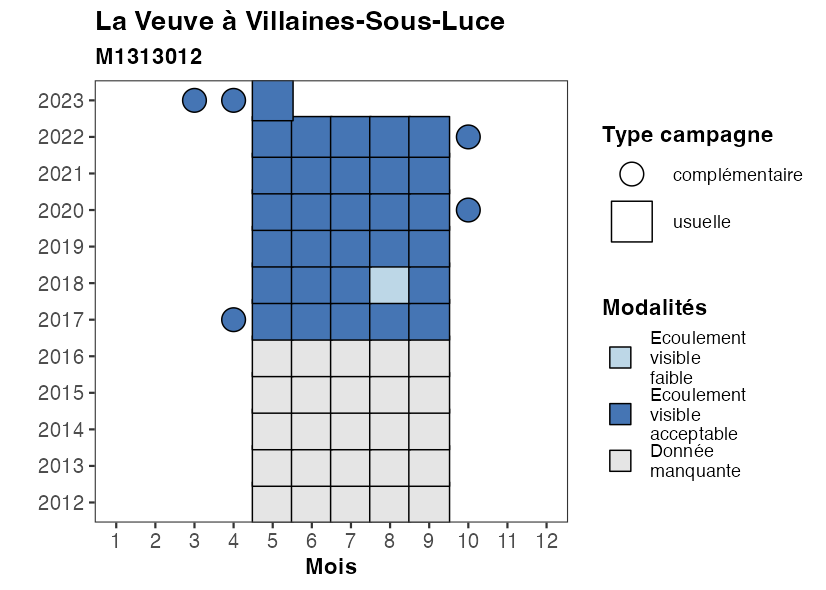 La Veuve à Villaines-Sous-Luce
M1313012
2023
2022
2021
2020
2019
2018
2017
2016
2015
2014
2013
2012
1 2 3 4 5 6 7 8 9 10 11 12
Mois
Type campagne
complémentaire
usuelle
Modalités
Ecoulement
visible
faible
Ecoulement
visible
acceptable
Donnée
manquante